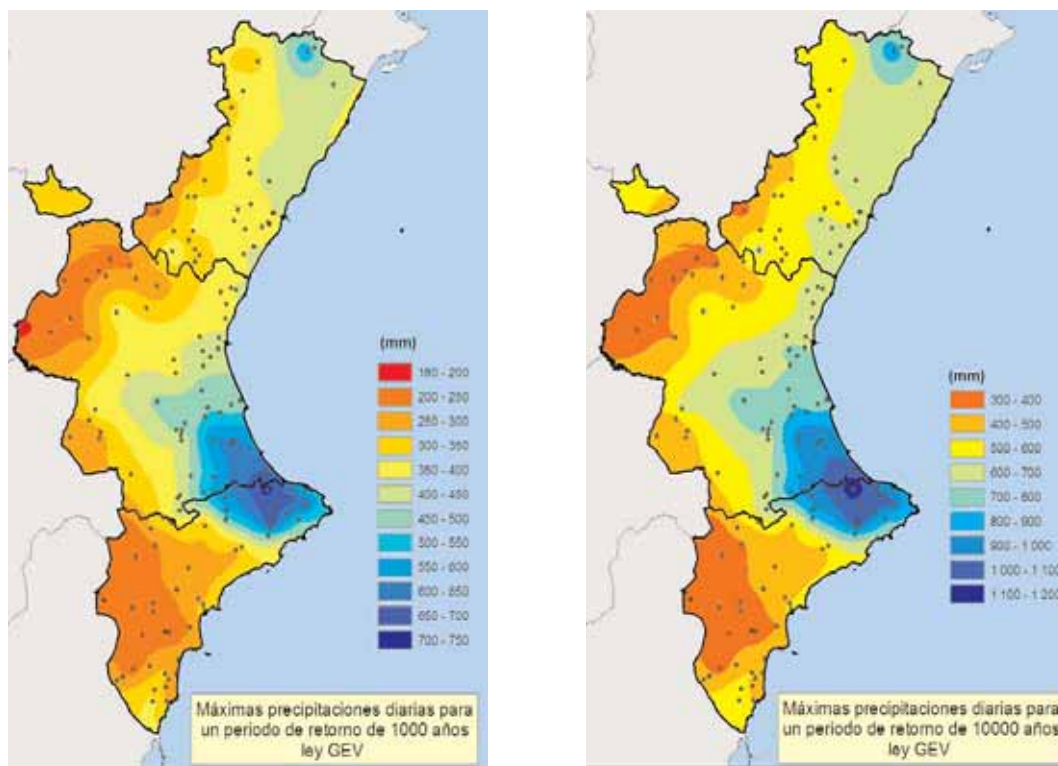 (mm)
180 - 200
200 - 250
250 - 300
300 - 350
350 - 400
400 - 450
450 - 500
500 - 550
550 - 600
600 - 650
650 - 700
700 - 750
Máximas precipitaciones diarias para
un periodo de retorno de 1000 años
ley GEV
(mm)
300 - 400
400 - 500
500 - 600
600 - 700
700 - 800
800 - 900
900 - 1 000
1 000 - 1 100
1 100 - 1 200
Máximas precipitaciones diarias para
un periodo de retorno de 10000 años
ley GEV